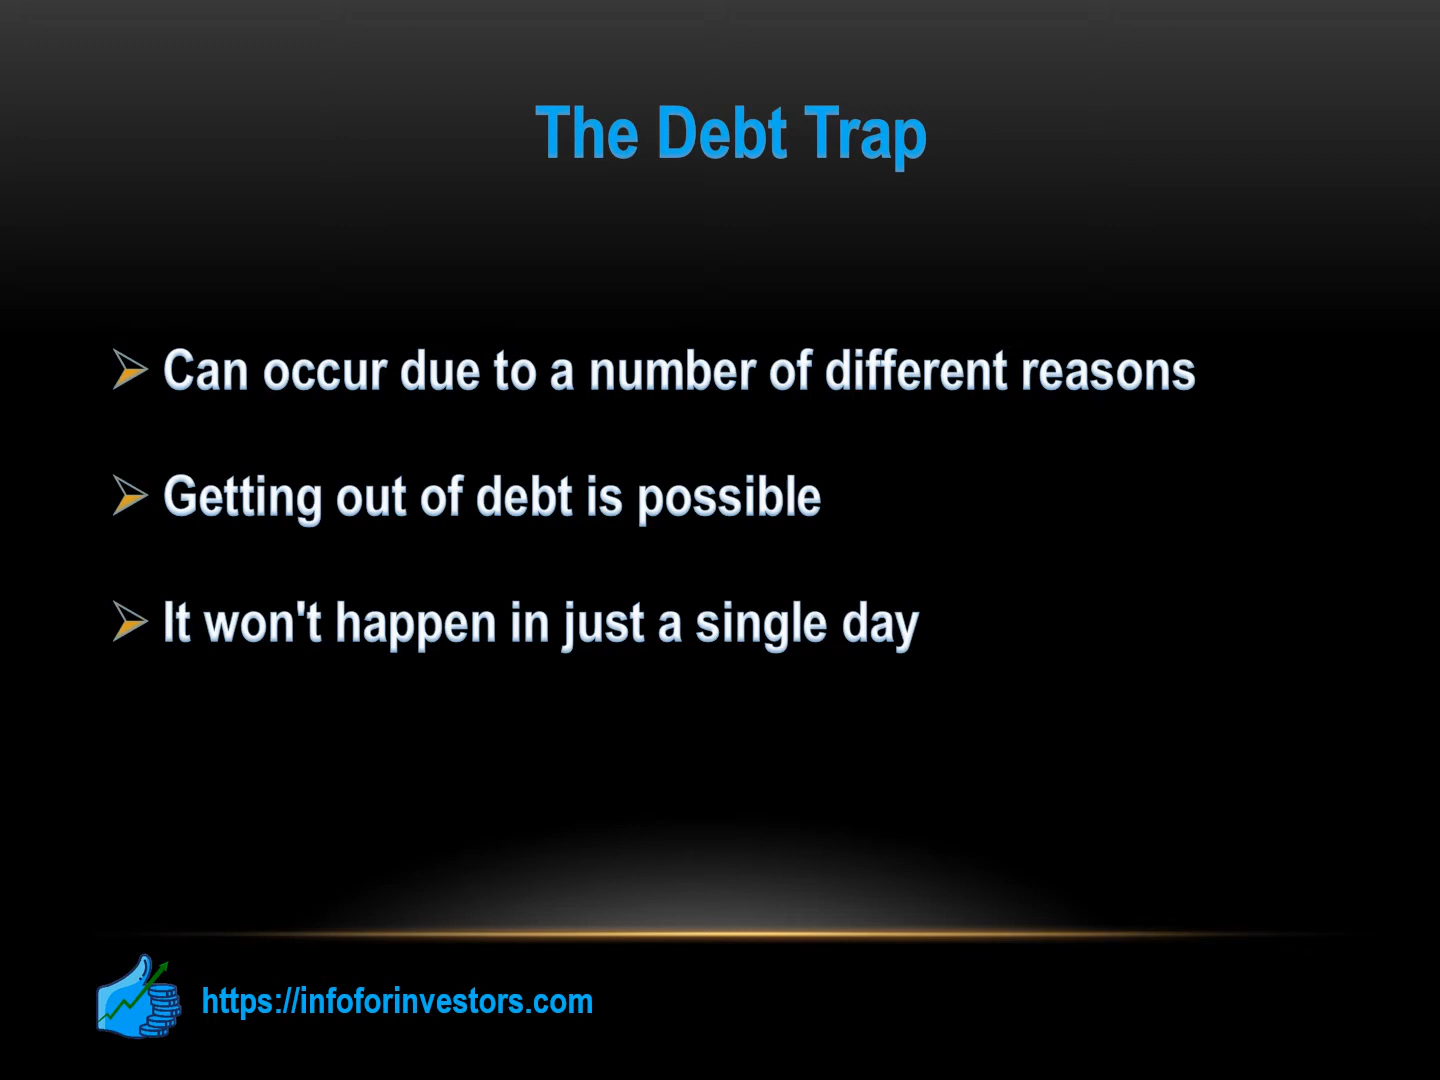 The Debt Trap
Can occur due to a number of different reasons
Getting out of debt is possible
It won't happen in just a single day
https://infoforinvestors.com